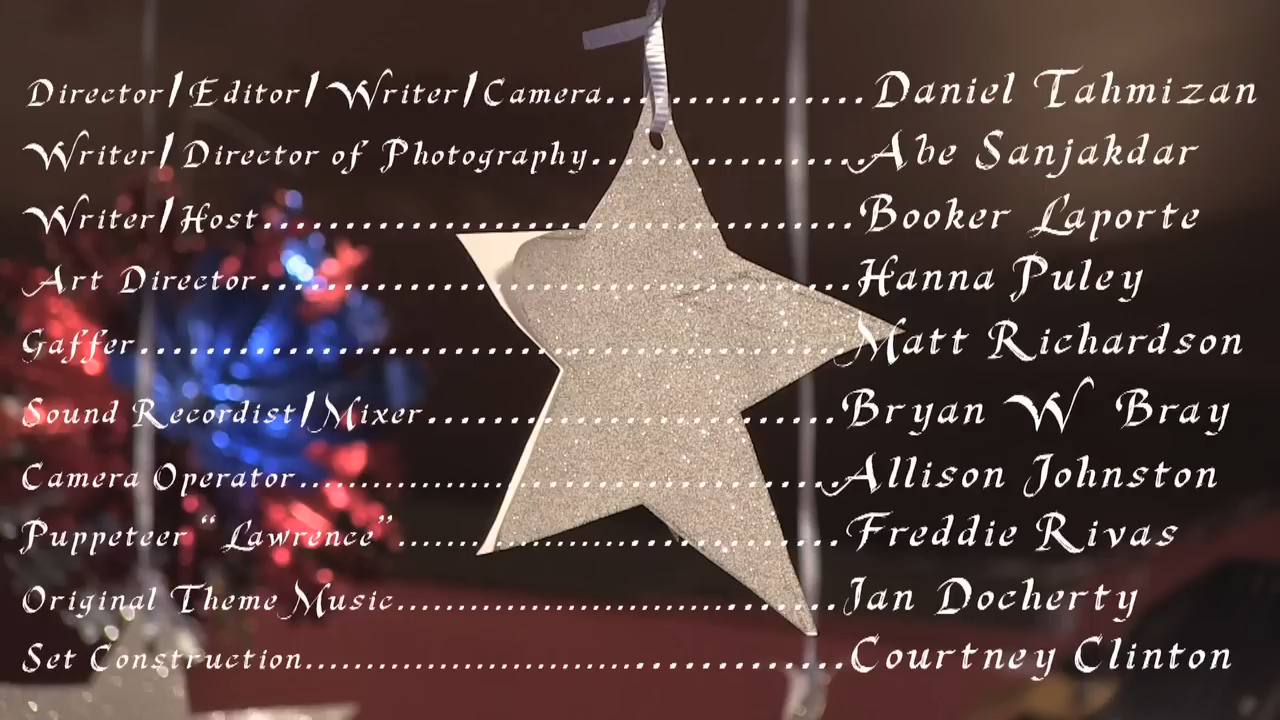 Director/Editor/Writer/Camera..................Daniel Tahmizan
Writer/Director of Photography..................Abe Sanjakdar
Writer/Host........................................Booker Laporte
Art Director........................................Hanna Puley
Gaffer................................................Matt Richardson
Sound Recordist/Mixer............................Bryan W Bray
Camera Operator....................................Allison Johnston
Puppeteer “Lawrence”..............................Freddie Rivas
Original Theme Music..............................Ian Docherty
Set Construction....................................Courtney Clinton